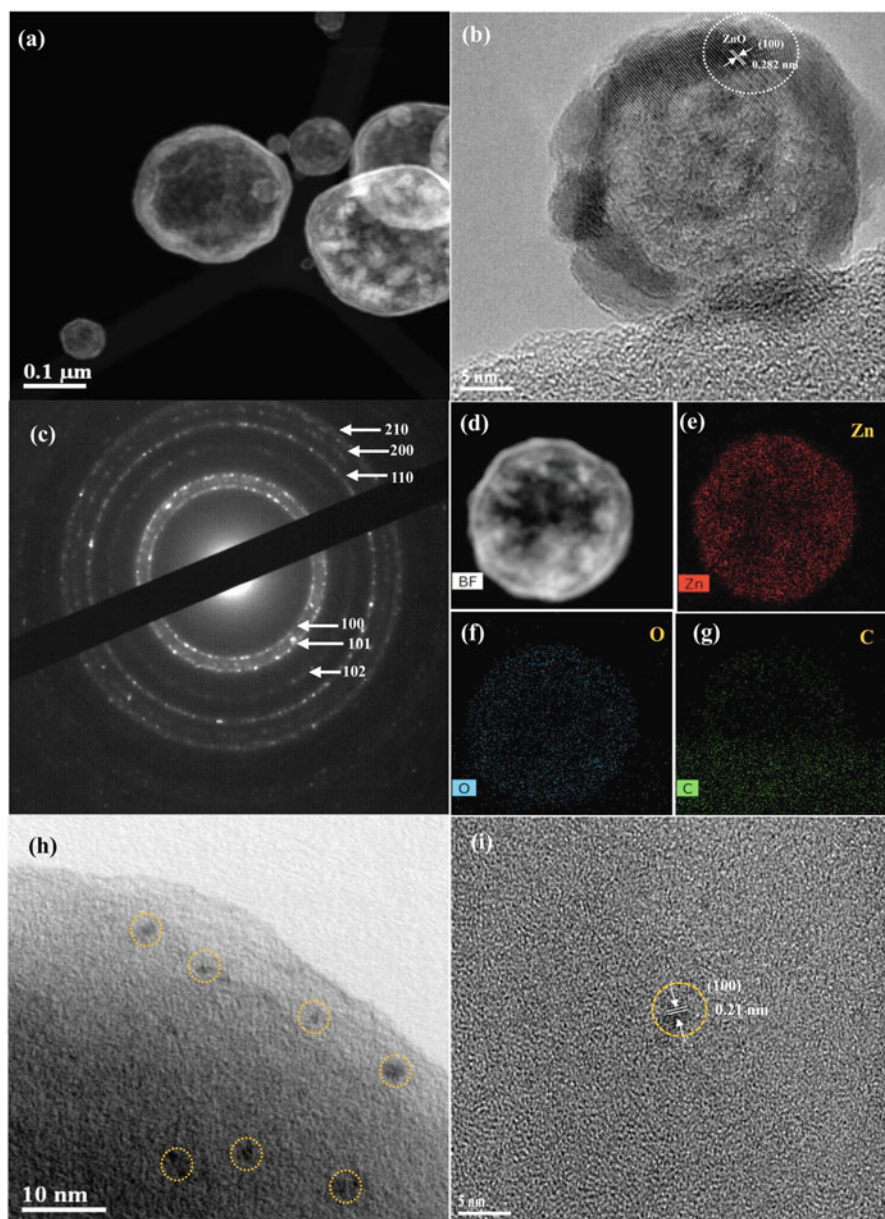 (a)
0.1 µm
(b)
ZnO
(100)
0.282 nm
5 nm
(c)
210
200
110
100
101
102
(d)
BF
(e)
Zn
Zn
(f)
O
O
(g)
C
C
(h)
10 nm
(i)
(100)
0.21 nm
5 nm